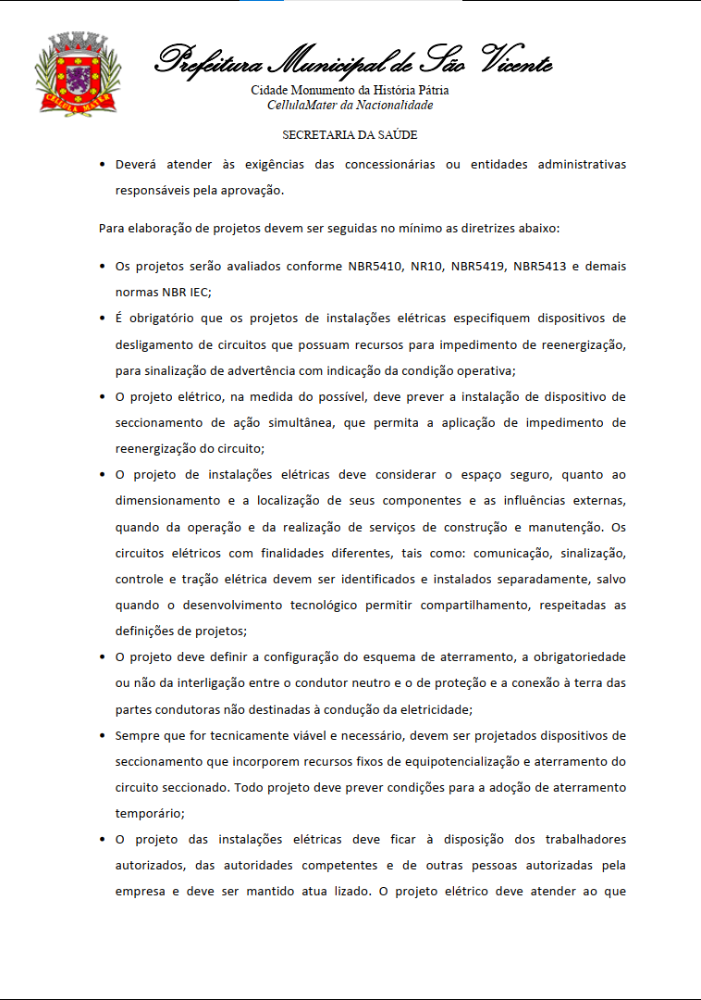 CELLULA MATER
Prefeitura Municipal de São Vicente
Cidade Monumento da História Pátria
CellulaMater da Nacionalidade
SECRETARIA DA SAÚDE
• Deverá atender às exigências das concessionárias ou entidades administrativas
responsáveis pela aprovação.
Para elaboração de projetos devem ser seguidas no mínimo as diretrizes abaixo:
• Os projetos serão avaliados conforme NBR5410, NR10, NBR5419, NBR5413 e demais
normas NBR IEC;
• É obrigatório que os projetos de instalações elétricas especifiquem dispositivos de
desligamento de circuitos que possuam recursos para impedimento de reenergização,
para sinalização de advertência com indicação da condição operativa;
• O projeto elétrico, na medida do possível, deve prever a instalação de dispositivo de
seccionamento de ação simultânea, que permita a aplicação de impedimento de
reenergização do circuito;
• O projeto de instalações elétricas deve considerar o espaço seguro, quanto ao
dimensionamento e a localização de seus componentes e as influências externas,
quando da operação e da realização de serviços de construção e manutenção. Os
circuitos elétricos com finalidades diferentes, tais como: comunicação, sinalização,
controle e tração elétrica devem ser identificados e instalados separadamente, salvo
quando o desenvolvimento tecnológico permitir compartilhamento, respeitadas as
definições de projetos;
• O projeto deve definir a configuração do esquema de aterramento, a obrigatoriedade
ou não da interligação entre o condutor neutro e o de proteção e a conexão à terra das
partes condutoras não destinadas à condução da eletricidade;
• Sempre que for tecnicamente viável e necessário, devem ser projetados dispositivos de
seccionamento que incorporem recursos fixos de equipotencialização e aterramento do
circuito seccionado. Todo projeto deve prever condições para a adoção de aterramento
temporário;
• O projeto das instalações elétricas deve ficar à disposição dos trabalhadores
autorizados, das autoridades competentes e de outras pessoas autorizadas pela
empresa e deve ser mantido atua lizado. O projeto elétrico deve atender ao que